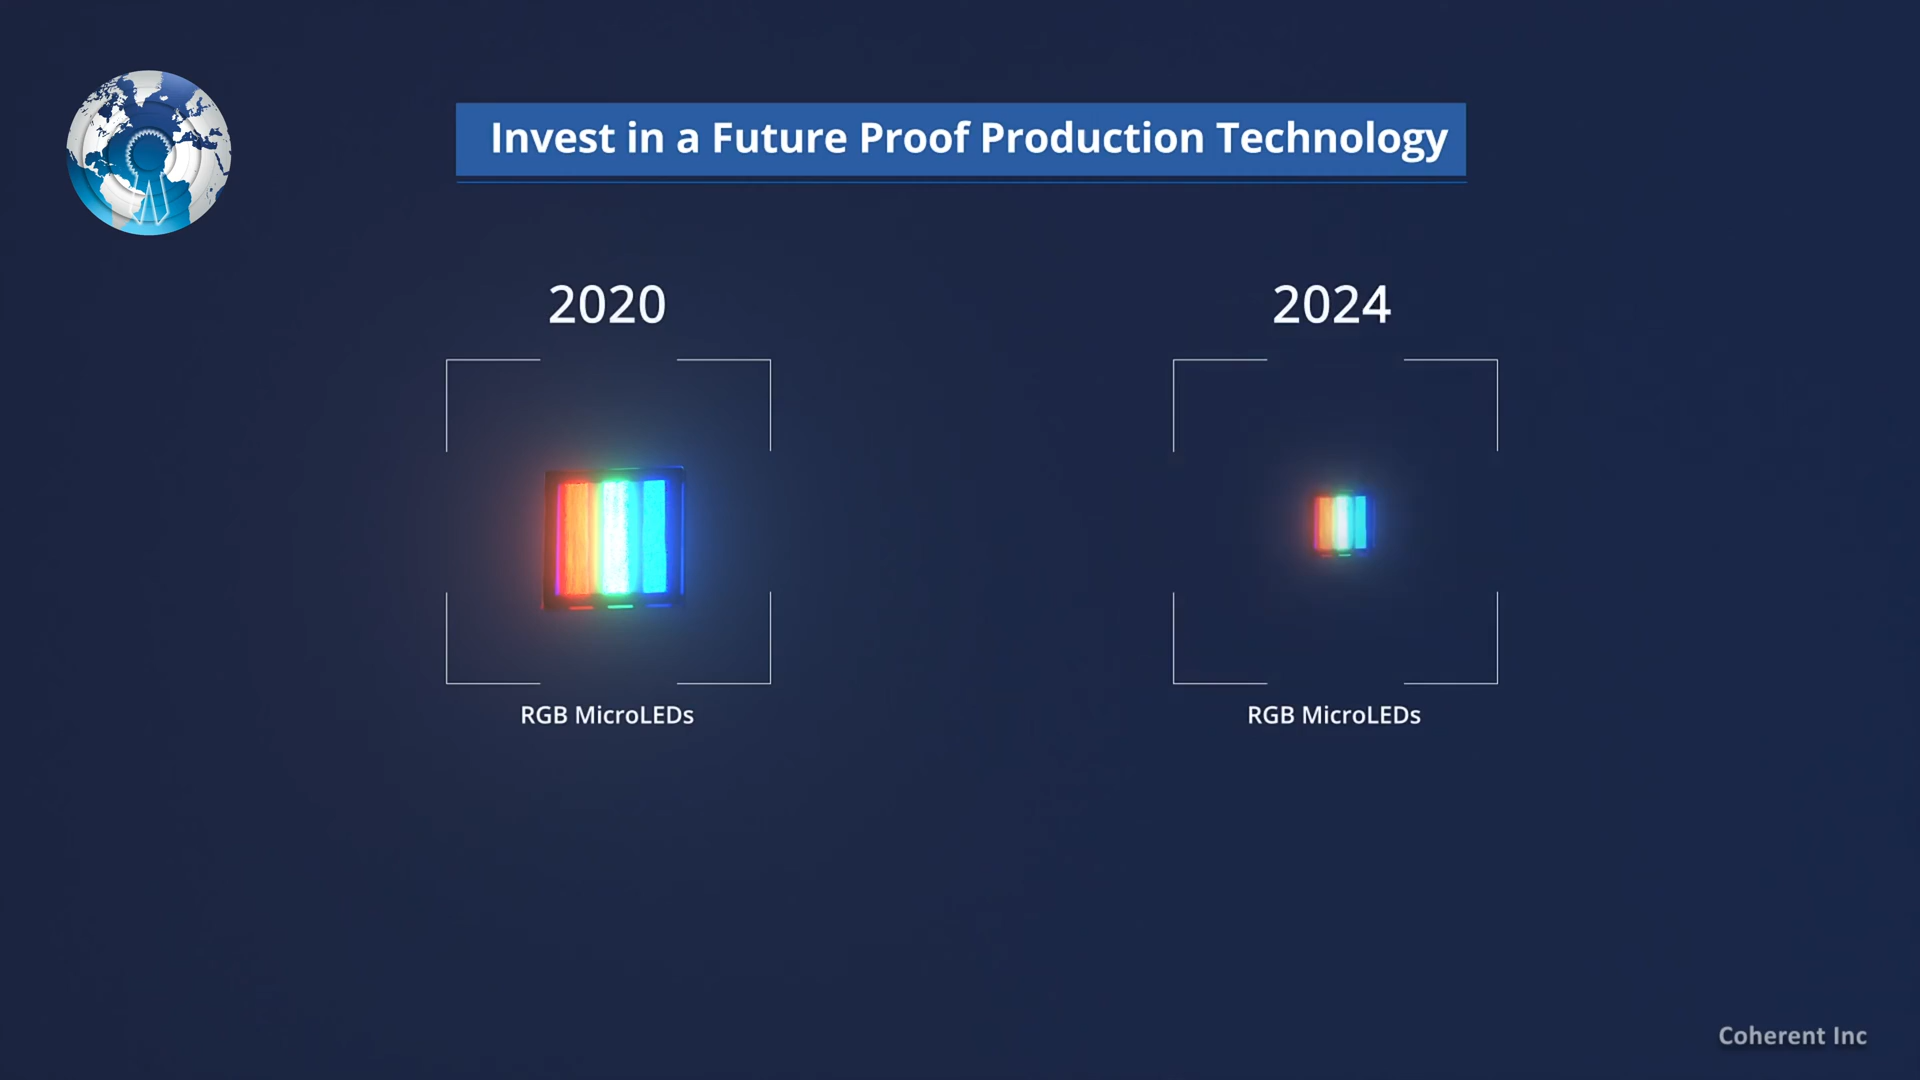 Invest in a Future Proof Production Technology
2020
2024
RGB MicroLEDs
RGB MicroLEDs
Coherent Inc